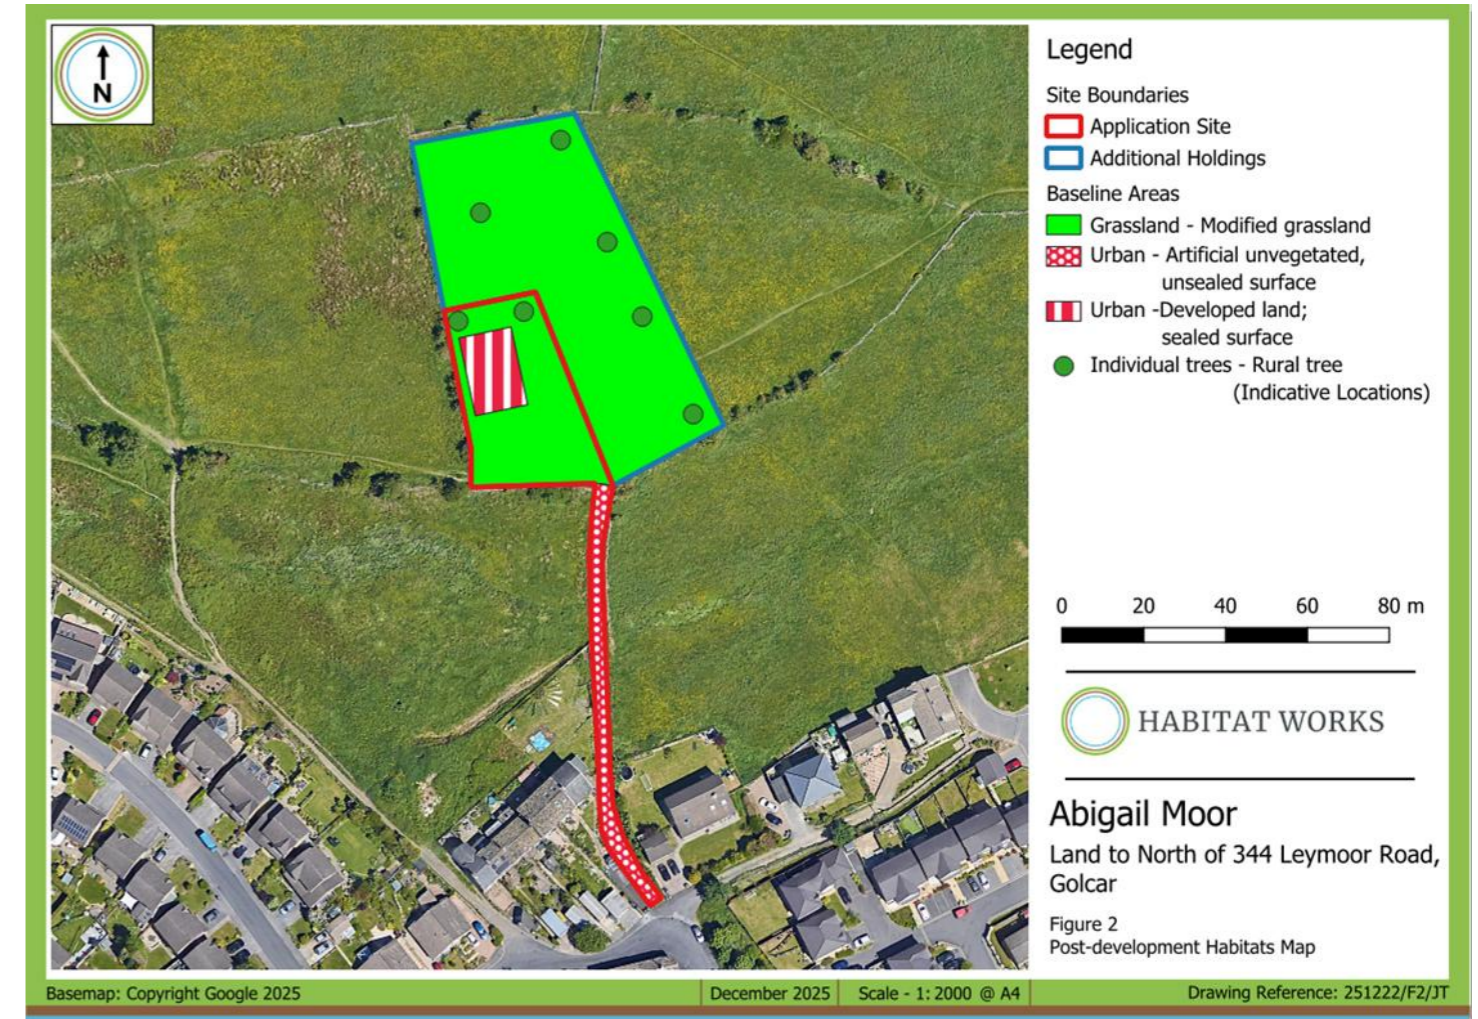 N
Legend
Site Boundaries
Application Site
Additional Holdings
Baseline Areas
Grassland - Modified grassland
Urban - Artificial unvegetated,
unsealed surface
Urban -Developed land;
sealed surface
Individual trees - Rural tree
(Indicative Locations)
0 20 40 60 80 m
HABITAT WORKS
Abigail Moor
Land to North of 344 Leymoor Road,
Golcar
Figure 2
Post-development Habitats Map
Basemap: Copyright Google 2025
December 2025
Scale - 1: 2000 @ A4
Drawing Reference: 251222/F2/JT